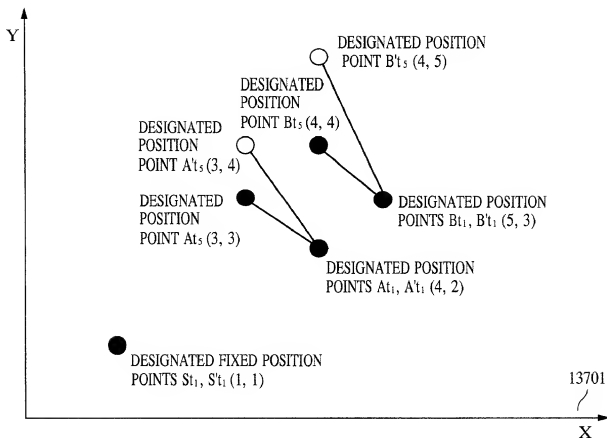 Y
DESIGNATED POSITION
POINT B't₅ (4, 5)
DESIGNATED
POSITION
POINT Bt₅ (4, 4)
DESIGNATED
POSITION
POINT A't₅ (3, 4)
DESIGNATED
POSITION
POINT At₅ (3, 3)
DESIGNATED POSITION
POINTS Bt₁, B't₁ (5, 3)
DESIGNATED POSITION
POINTS At₁, A't₁ (4, 2)
DESIGNATED FIXED POSITION
POINTS St₁, S't₁ (1, 1)
13701
X